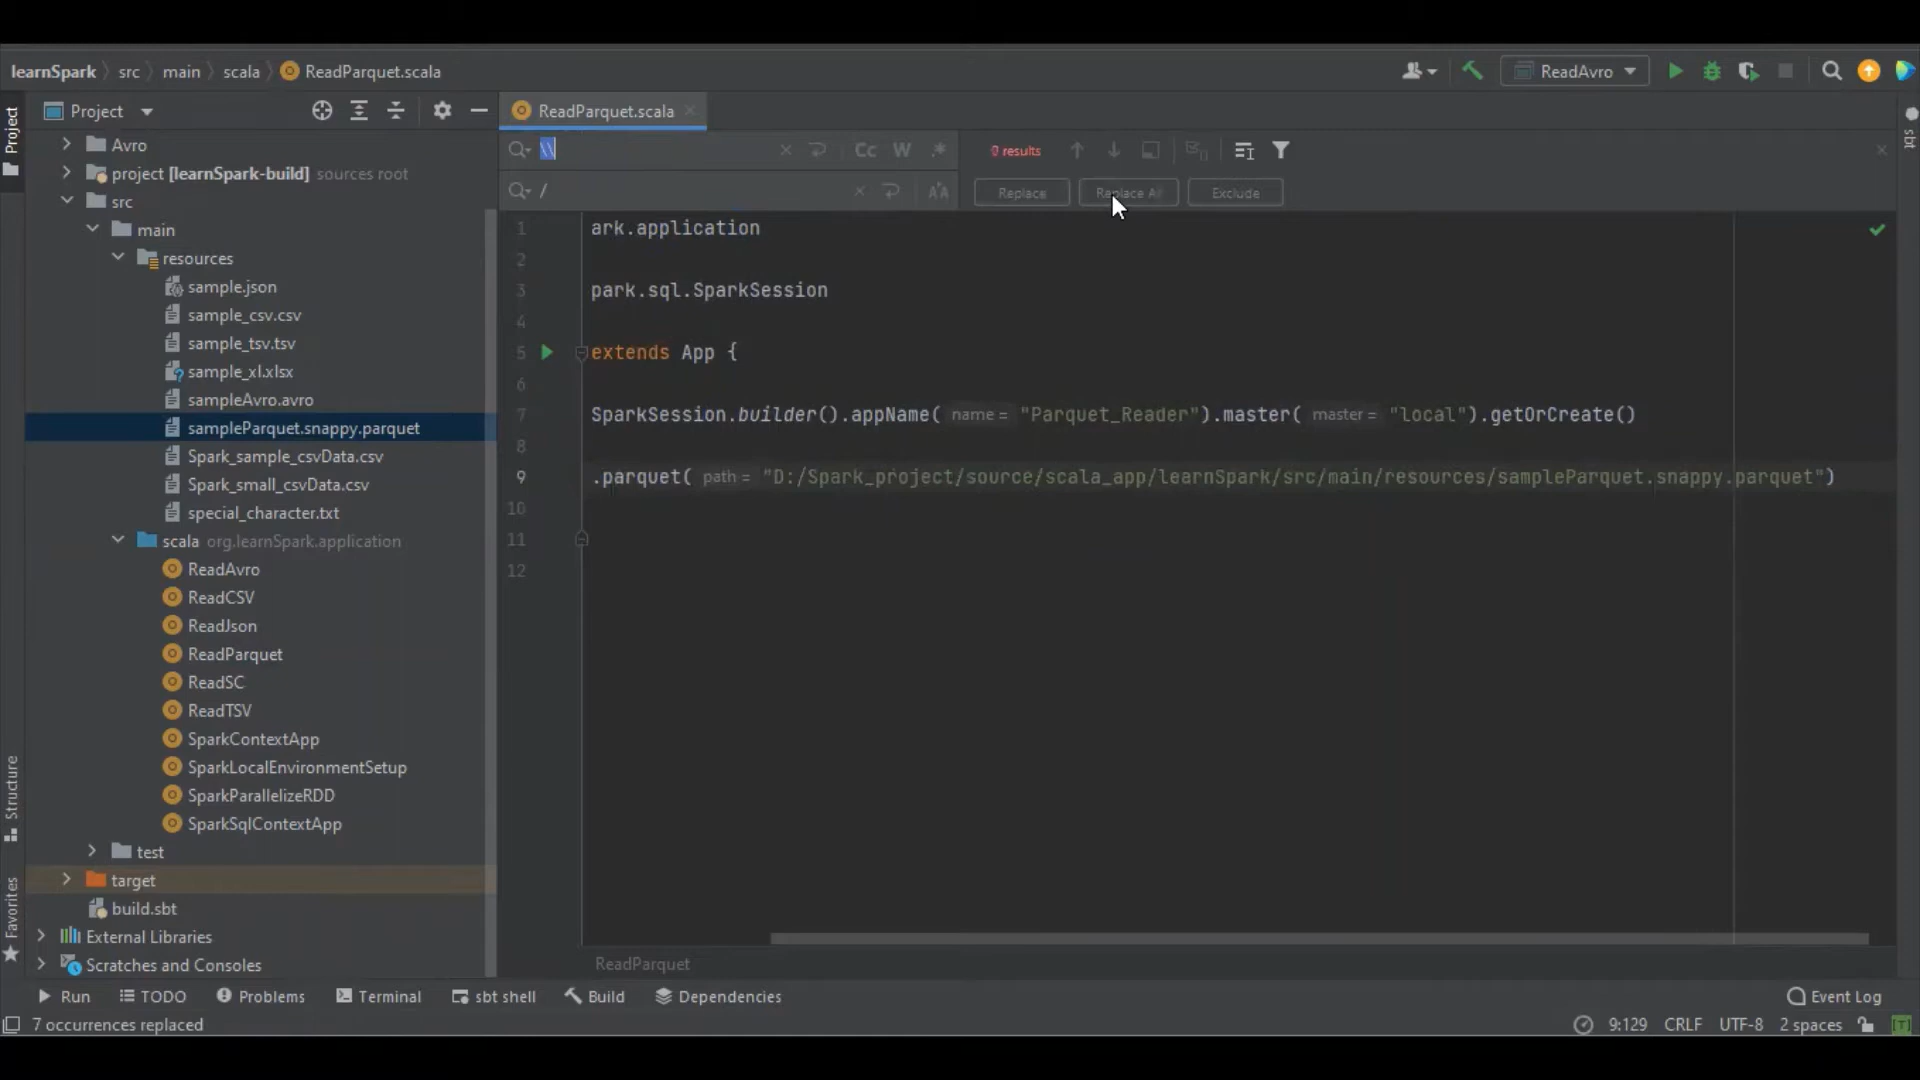 learnSpark src main scala ReadParquet.scala
ReadAvro
Project
Project
ReadParquet.scala
sbt
Avro
project [learnSpark-build] sources root
src
main
resources
sample.json
sample_csv.csv
sample_tsv.tsv
sample_xl.xlsx
sampleAvro.avro
sampleParquet.snappy.parquet
Spark_sample_csvData.csv
Spark_small_csvData.csv
special_character.txt
scala org.learnSpark.application
ReadAvro
ReadCSV
ReadJson
ReadParquet
ReadSC
ReadTSV
SparkContextApp
SparkLocalEnvironmentSetup
SparkParallelizeRDD
SparkSqlContextApp
test
target
build.sbt
External Libraries
Scratches and Consoles
Structure
Favorites
\\ Cc W .* 0 results
/ Replace Replace All Exclude
1 ark.application
2
3 park.sql.SparkSession
4
5 extends App {
6
7 SparkSession.builder().appName( name = "Parquet_Reader").master( master = "local").getOrCreate()
8
9 .parquet( path = "D:/Spark_project/source/scala_app/learnSpark/src/main/resources/sampleParquet.snappy.parquet")
10
11
12
ReadParquet
Run TODO Problems Terminal sbt shell Build Dependencies Event Log
7 occurrences replaced 9:129 CRLF UTF-8 2 spaces [T]